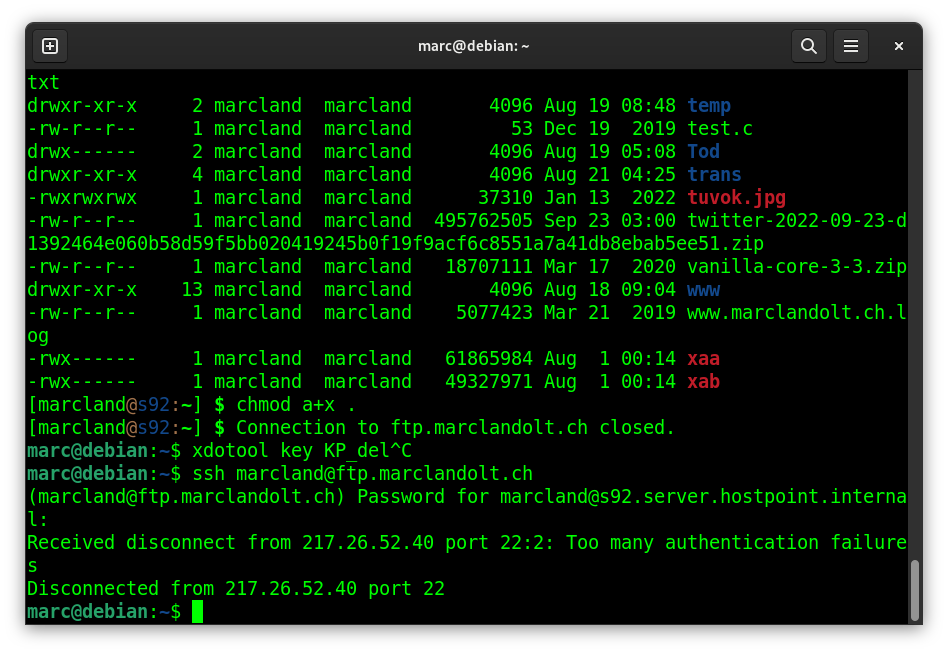 marc@debian: ~
txt
drwxr-xr-x     2 marcland  marcland       4096 Aug 19 08:48 temp
-rw-r--r--     1 marcland  marcland         53 Dec 19  2019 test.c
drwx------     2 marcland  marcland       4096 Aug 19 05:08 Tod
drwxr-xr-x     4 marcland  marcland       4096 Aug 21 04:25 trans
-rwxrwxrwx     1 marcland  marcland      37310 Jan 13  2022 tuvok.jpg
-rw-r--r--     1 marcland  marcland  495762505 Sep 23 03:00 twitter-2022-09-23-d
1392464e060b58d59f5bb020419245b0f19f9acf6c8551a7a41db8ebab5ee51.zip
-rw-r--r--     1 marcland  marcland   18707111 Mar 17  2020 vanilla-core-3-3.zip
drwxr-xr-x    13 marcland  marcland       4096 Aug 18 09:04 www
-rw-r--r--     1 marcland  marcland    5077423 Mar 21  2019 www.marclandolt.ch.l
og
-rwx------     1 marcland  marcland   61865984 Aug  1 00:14 xaa
-rwx------     1 marcland  marcland   49327971 Aug  1 00:14 xab
[marcland@s92:~] $ chmod a+x .
[marcland@s92:~] $ Connection to ftp.marclandolt.ch closed.
marc@debian:~$ xdotool key KP_del^C
marc@debian:~$ ssh marcland@ftp.marclandolt.ch
(marcland@ftp.marclandolt.ch) Password for marcland@s92.server.hostpoint.interna
l:
Received disconnect from 217.26.52.40 port 22:2: Too many authentication failure
s
Disconnected from 217.26.52.40 port 22
marc@debian:~$